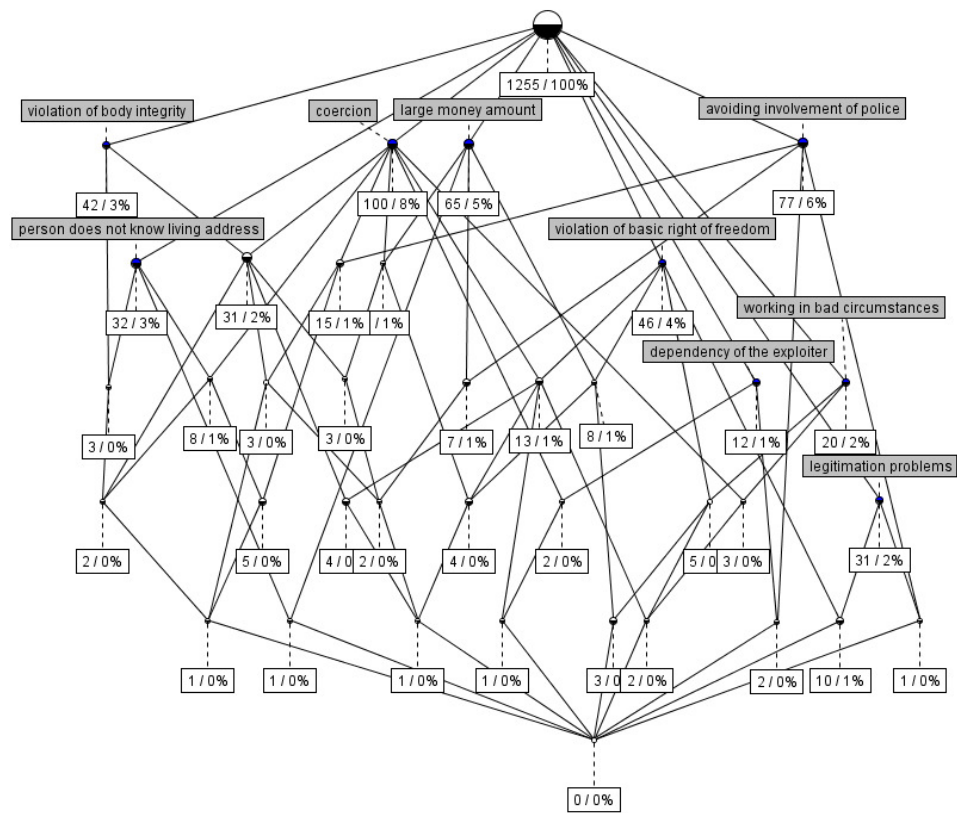 1255 / 100%
violation of body integrity
coercion
large money amount
avoiding involvement of police
42 / 3%
100 / 8%
65 / 5%
77 / 6%
person does not know living address
violation of basic right of freedom
32 / 3%
31 / 2%
15 / 1%
/ 1%
46 / 4%
working in bad circumstances
dependency of the exploiter
3 / 0%
8 / 1%
3 / 0%
3 / 0%
7 / 1%
13 / 1%
8 / 1%
12 / 1%
20 / 2%
legitimation problems
2 / 0%
5 / 0%
4 / 0
2 / 0%
4 / 0%
2 / 0%
5 / 0
3 / 0%
31 / 2%
1 / 0%
1 / 0%
1 / 0%
1 / 0%
3 / 0
2 / 0%
2 / 0%
10 / 1%
1 / 0%
0 / 0%